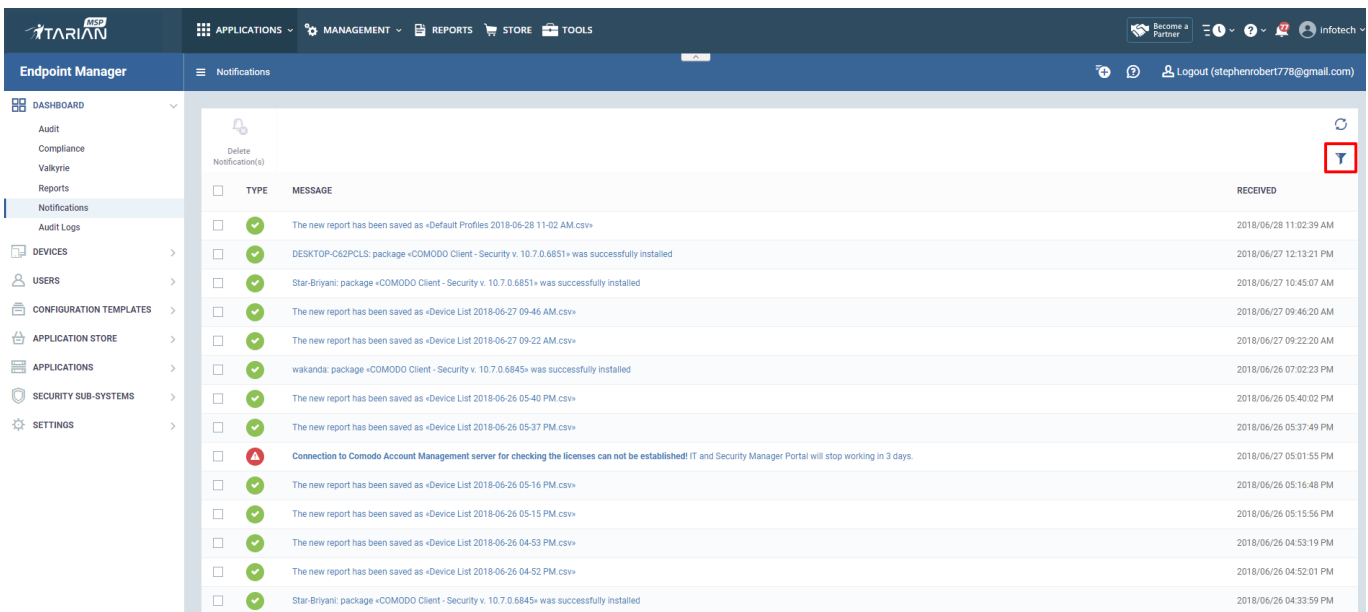 MSP
ITARIAN
APPLICATIONS
MANAGEMENT
REPORTS
STORE
TOOLS
Become a
Partner
77
infotech
Endpoint Manager
Notifications
Logout (stephenrobert778@gmail.com)
DASHBOARD
Audit
Compliance
Valkyrie
Reports
Notifications
Audit Logs
DEVICES
USERS
CONFIGURATION TEMPLATES
APPLICATION STORE
APPLICATIONS
SECURITY SUB-SYSTEMS
SETTINGS
Delete
Notification(s)
TYPE MESSAGE RECEIVED
The new report has been saved as «Default Profiles 2018-06-28 11-02 AM.csv» 2018/06/28 11:02:39 AM
DESKTOP-C62PCLS: package «COMODO Client - Security v. 10.7.0.6851» was successfully installed 2018/06/27 12:13:21 PM
Star-Briyani: package «COMODO Client - Security v. 10.7.0.6851» was successfully installed 2018/06/27 10:45:07 AM
The new report has been saved as «Device List 2018-06-27 09-46 AM.csv» 2018/06/27 09:46:20 AM
The new report has been saved as «Device List 2018-06-27 09-22 AM.csv» 2018/06/27 09:22:20 AM
wakanda: package «COMODO Client - Security v. 10.7.0.6845» was successfully installed 2018/06/26 07:02:23 PM
The new report has been saved as «Device List 2018-06-26 05-40 PM.csv» 2018/06/26 05:40:02 PM
The new report has been saved as «Device List 2018-06-26 05-37 PM.csv» 2018/06/26 05:37:49 PM
Connection to Comodo Account Management server for checking the licenses can not be established! IT and Security Manager Portal will stop working in 3 days. 2018/06/27 05:01:55 PM
The new report has been saved as «Device List 2018-06-26 05-16 PM.csv» 2018/06/26 05:16:48 PM
The new report has been saved as «Device List 2018-06-26 05-15 PM.csv» 2018/06/26 05:15:56 PM
The new report has been saved as «Device List 2018-06-26 04-53 PM.csv» 2018/06/26 04:53:19 PM
The new report has been saved as «Device List 2018-06-26 04-52 PM.csv» 2018/06/26 04:52:01 PM
Star-Briyani: package «COMODO Client - Security v. 10.7.0.6845» was successfully installed 2018/06/26 04:33:59 PM